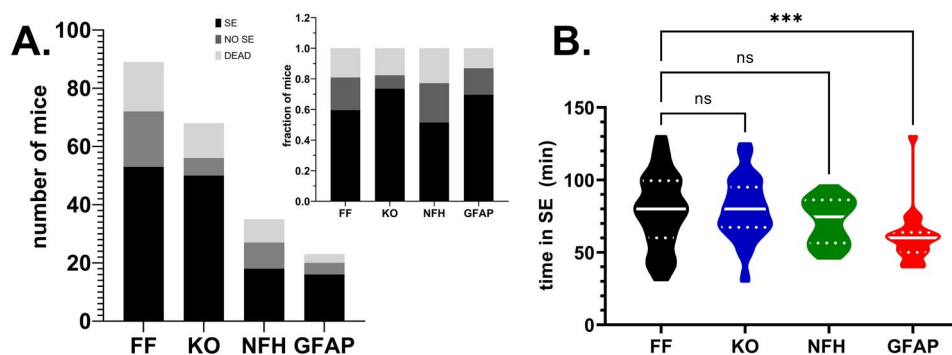 A.
number of mice
100
80
60
40
20
0
FF KO NFH GFAP
SE
NO SE
DEAD
fraction of mice
1.2
1.0
0.8
0.6
0.4
0.2
0.0
FF KO NFH GFAP
B.
***
ns
ns
time in SE (min)
150
100
50
0
FF KO NFH GFAP